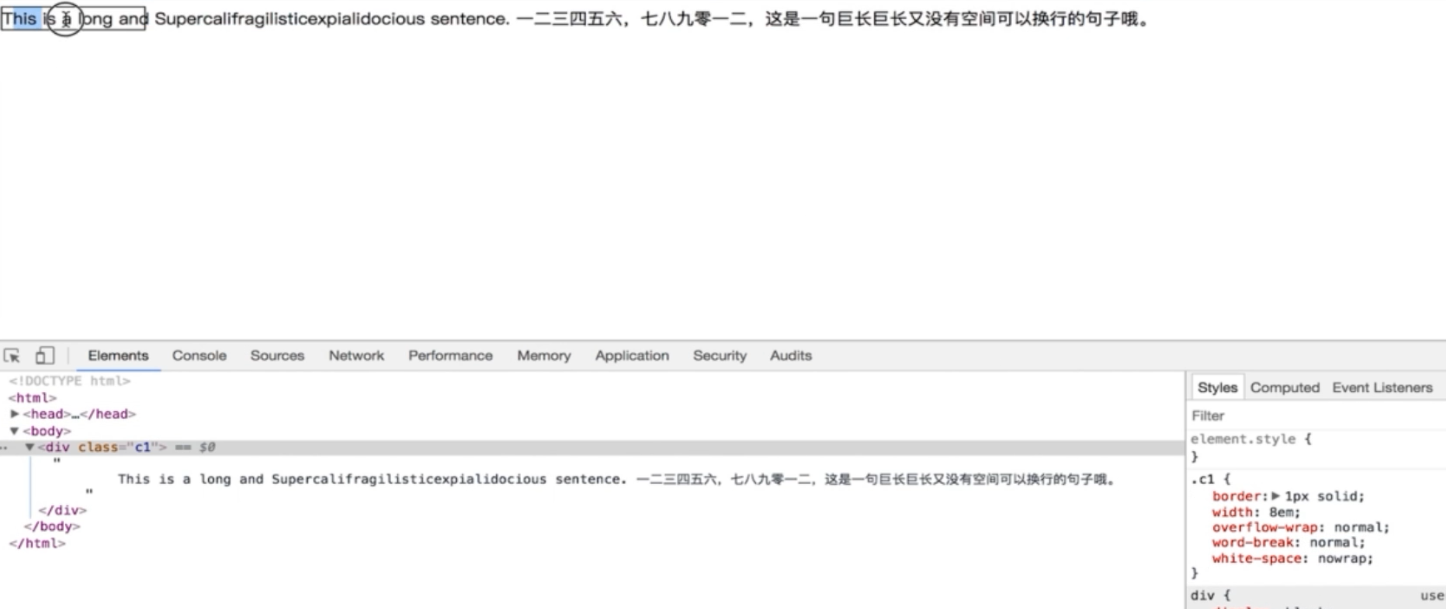 This is a long and Supercalifragilisticexpialidocious sentence. 一二三四五六，七八九零一二，这是一句巨长巨长又没有空间可以换行的句子哦。
Elements Console Sources Network Performance Memory Application Security Audits
<!DOCTYPE html>
<html>
▶<head>…</head>
▼<body>
▼<div class="c1"> == $0
"
This is a long and Supercalifragilisticexpialidocious sentence. 一二三四五六，七八九零一二，这是一句巨长巨长又没有空间可以换行的句子哦。
"
</div>
</body>
</html>
Styles Computed Event Listeners
Filter
element.style {
}
.c1 {
border:▶ 1px solid;
width: 8em;
overflow-wrap: normal;
word-break: normal;
white-space: nowrap;
}
div { use